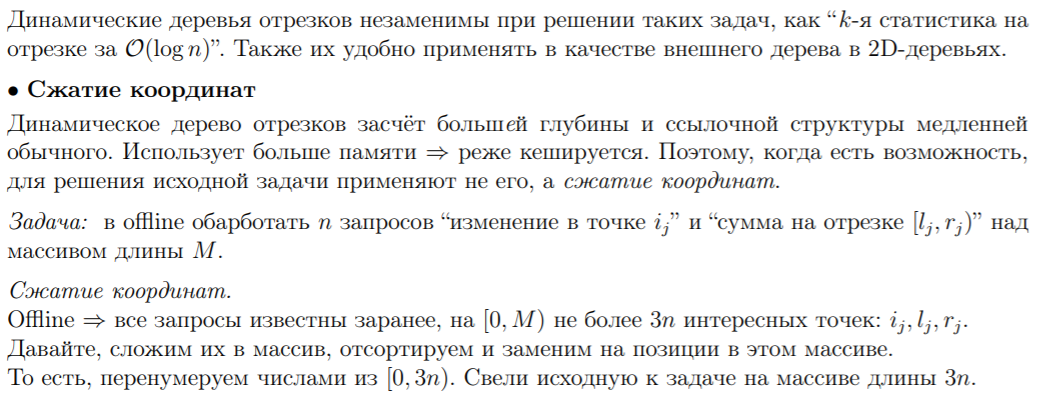 Динамические деревья отрезков незаменимы при решении таких задач, как “k-я статистика на
отрезке за O(log n)”. Также их удобно применять в качестве внешнего дерева в 2D-деревьях.
• Сжатие координат
Динамическое дерево отрезков засчёт большей глубины и ссылочной структуры медленней
обычного. Использует больше памяти ⇒ реже кешируется. Поэтому, когда есть возможность,
для решения исходной задачи применяют не его, а сжатие координат.
Задача: в offline обарботать n запросов “изменение в точке i_j” и “сумма на отрезке [l_j, r_j)” над
массивом длины M.
Сжатие координат.
Offline ⇒ все запросы известны заранее, на [0, M) не более 3n интересных точек: i_j, l_j, r_j.
Давайте, сложим их в массив, отсортируем и заменим на позиции в этом массиве.
То есть, перенумеруем числами из [0, 3n). Свели исходную к задаче на массиве длины 3n.